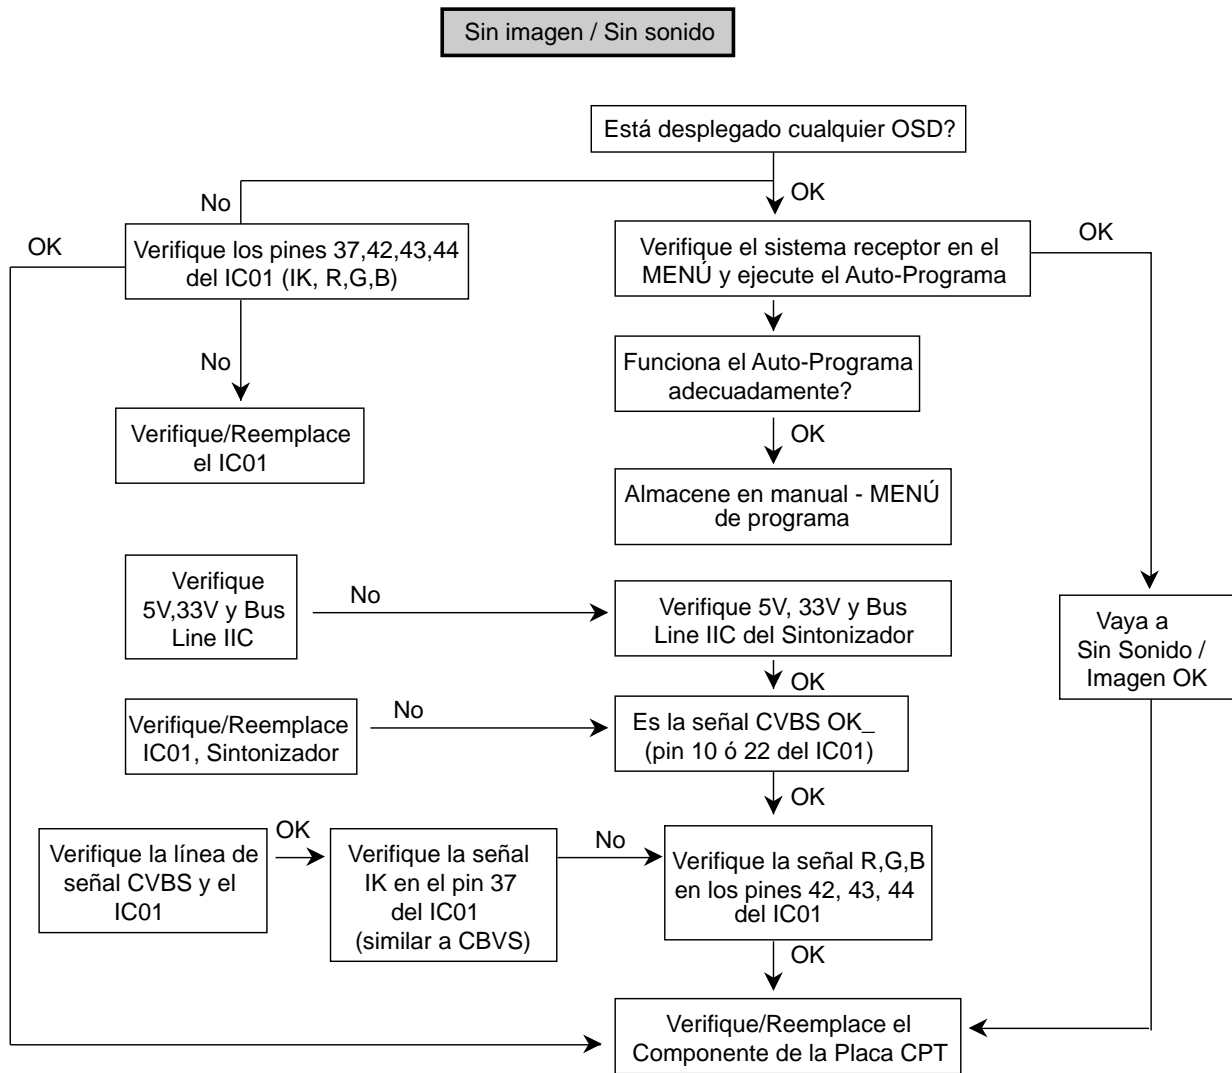 Sin imagen / Sin sonido
Está desplegado cualquier OSD?
No
OK
OK
Verifique los pines 37,42,43,44
del IC01 (IK, R,G,B)
Verifique el sistema receptor en el
MENÚ y ejecute el Auto-Programa
OK
No
Funciona el Auto-Programa
adecuadamente?
Verifique/Reemplace
el IC01
OK
Almacene en manual - MENÚ
de programa
Verifique
5V,33V y Bus
Line IIC
No
Verifique 5V, 33V y Bus
Line IIC del Sintonizador
Vaya a
Sin Sonido /
Imagen OK
OK
Verifique/Reemplace
IC01, Sintonizador
No
Es la señal CVBS OK_
(pin 10 ó 22 del IC01)
OK
Verifique la línea de
señal CVBS y el
IC01
OK
Verifique la señal
IK en el pin 37
del IC01
(similar a CBVS)
No
Verifique la señal R,G,B
en los pines 42, 43, 44
del IC01
OK
Verifique/Reemplace el
Componente de la Placa CPT